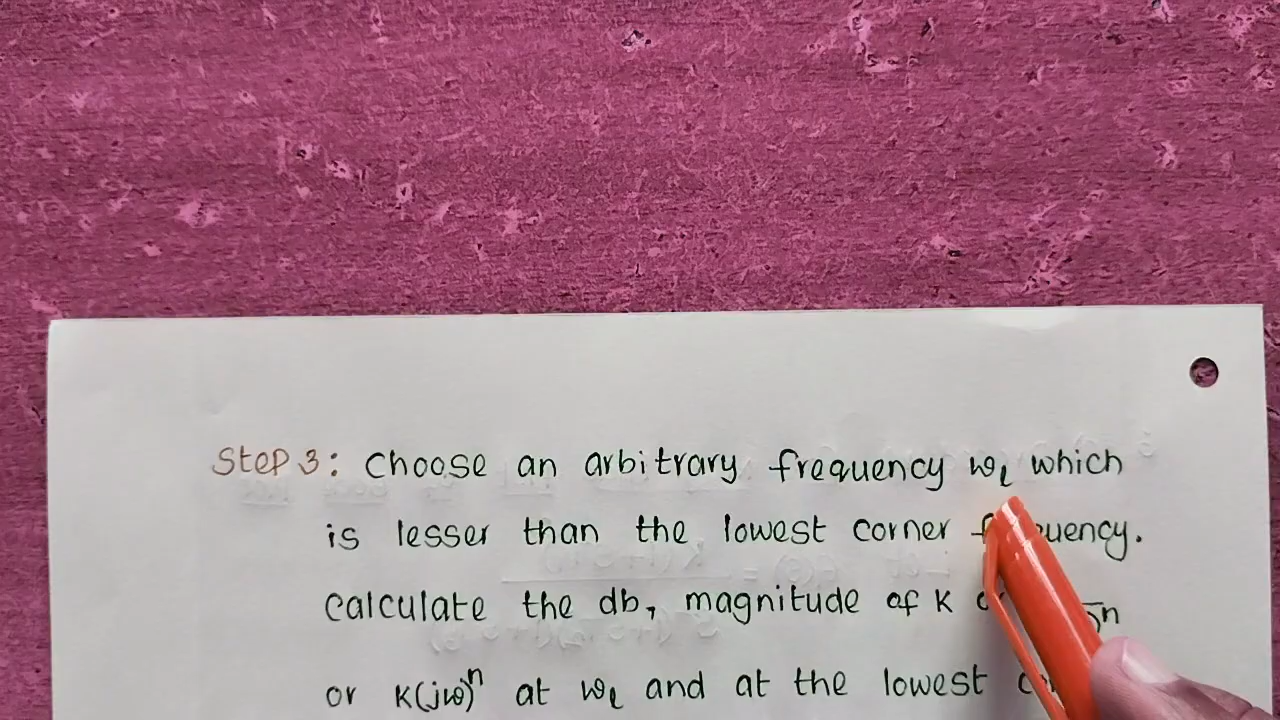 Step 3: Choose an arbitrary frequency ωₗ which
is lesser than the lowest corner
calculate the db, magnitude of K
or K(jω)ⁿ at ωₗ and at the lowest